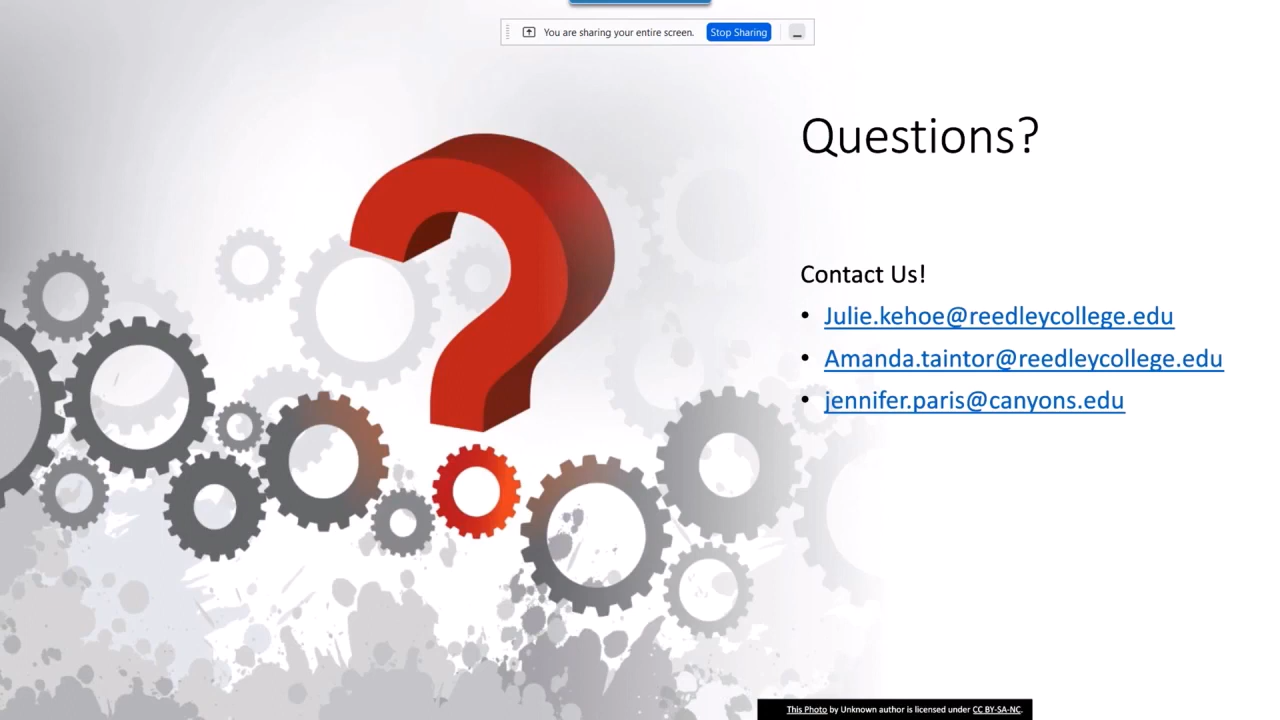 You are sharing your entire screen. Stop Sharing
Questions?
Contact Us!
• Julie.kehoe@reedleycollege.edu
• Amanda.taintor@reedleycollege.edu
• jennifer.paris@canyons.edu
This Photo by Unknown author is licensed under CC BY-SA-NC.